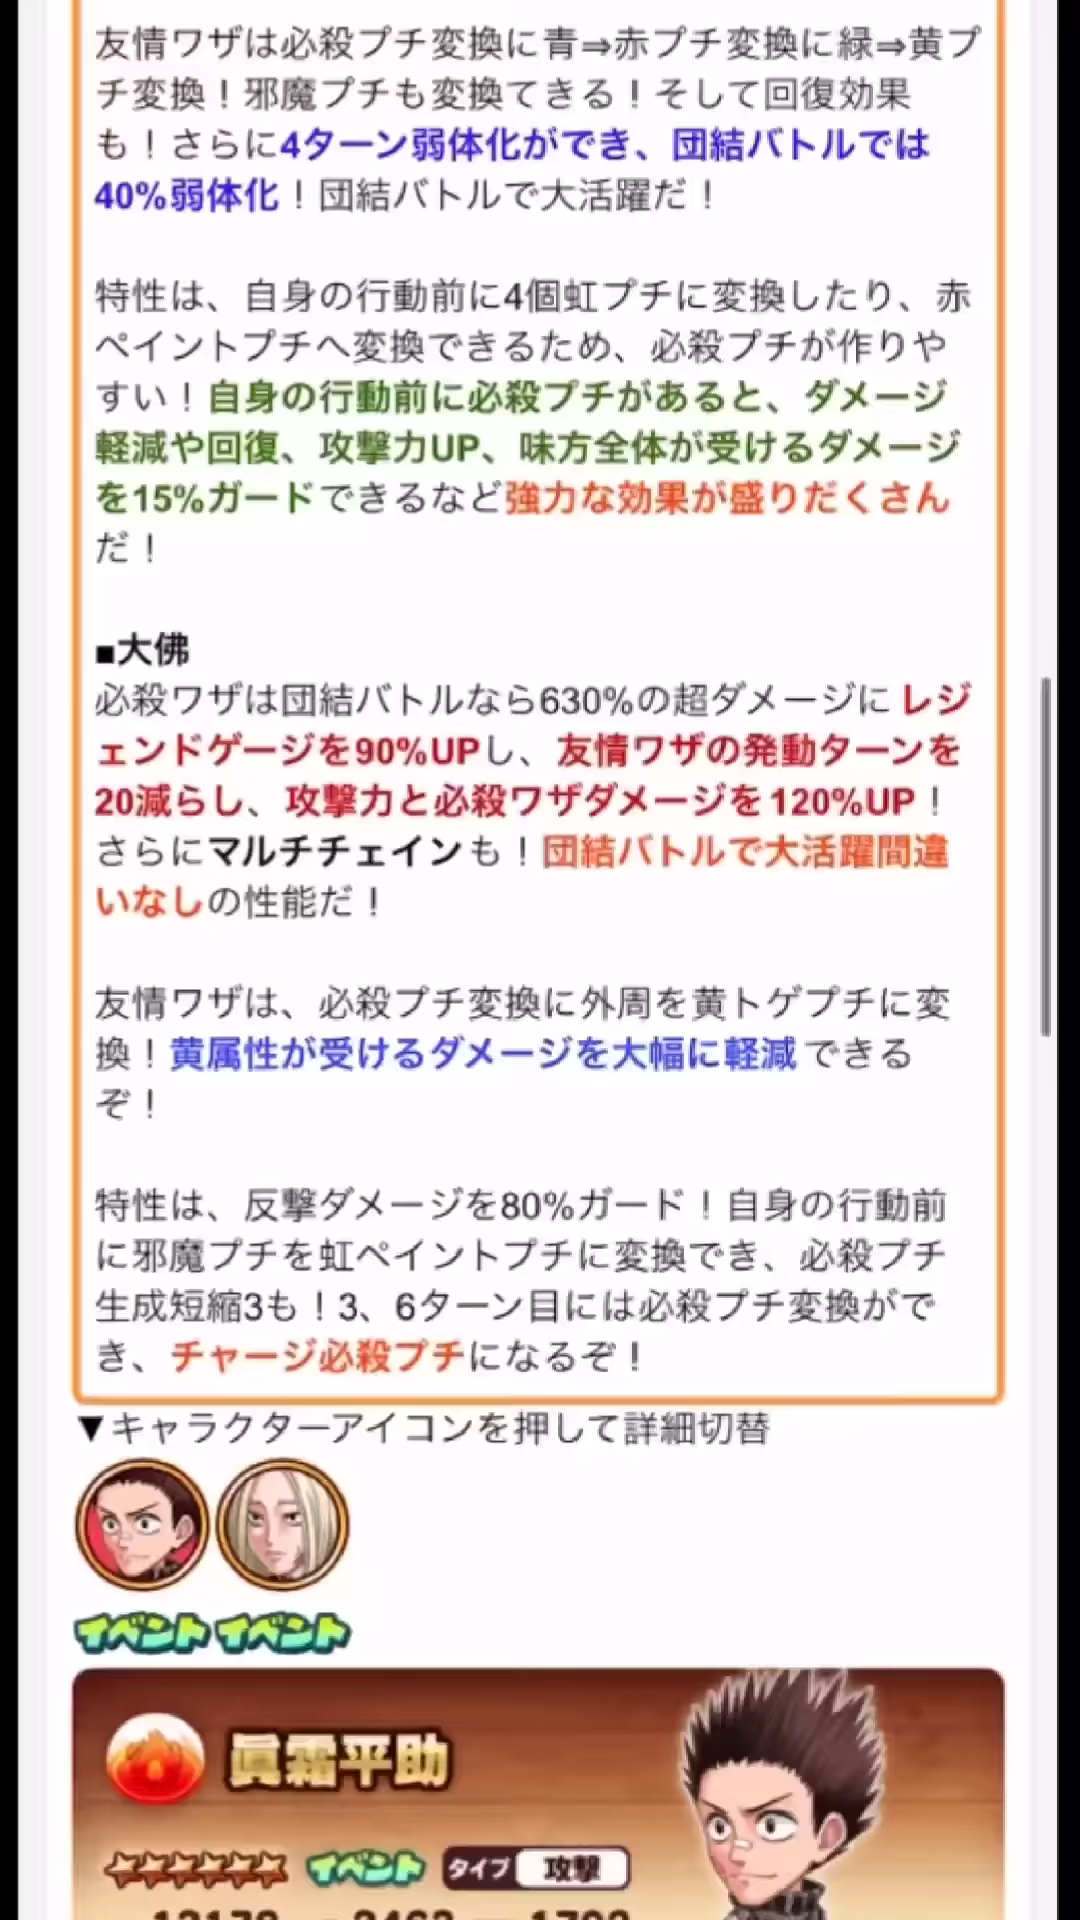 友情ワザは必殺プチ変換に青⇒赤プチ変換に緑⇒黄プ
チ変換！邪魔プチも変換できる！そして回復効果
も！さらに4ターン弱体化ができ、団結バトルでは
40%弱体化！団結バトルで大活躍だ！
特性は、自身の行動前に4個虹プチに変換したり、赤
ペイントプチへ変換できるため、必殺プチが作りや
すい！自身の行動前に必殺プチがあると、ダメージ
軽減や回復、攻撃力UP、味方全体が受けるダメージ
を15%ガードできるなど強力な効果が盛りだくさん
だ！
■大佛
必殺ワザは団結バトルなら630%の超ダメージにレジ
ェンドゲージを90%UPし、友情ワザの発動ターンを
20減らし、攻撃力と必殺ワザダメージを120%UP！
さらにマルチチェインも！団結バトルで大活躍間違
いなしの性能だ！
友情ワザは、必殺プチ変換に外周を黄トゲプチに変
換！黄属性が受けるダメージを大幅に軽減できる
ぞ！
特性は、反撃ダメージを80%ガード！自身の行動前
に邪魔プチを虹ペイントプチに変換でき、必殺プチ
生成短縮3も！3、6ターン目には必殺プチ変換がで
き、チャージ必殺プチになるぞ！
▼キャラクターアイコンを押して詳細切替
イベント イベント
眞霜平助
イベント タイプ 攻撃